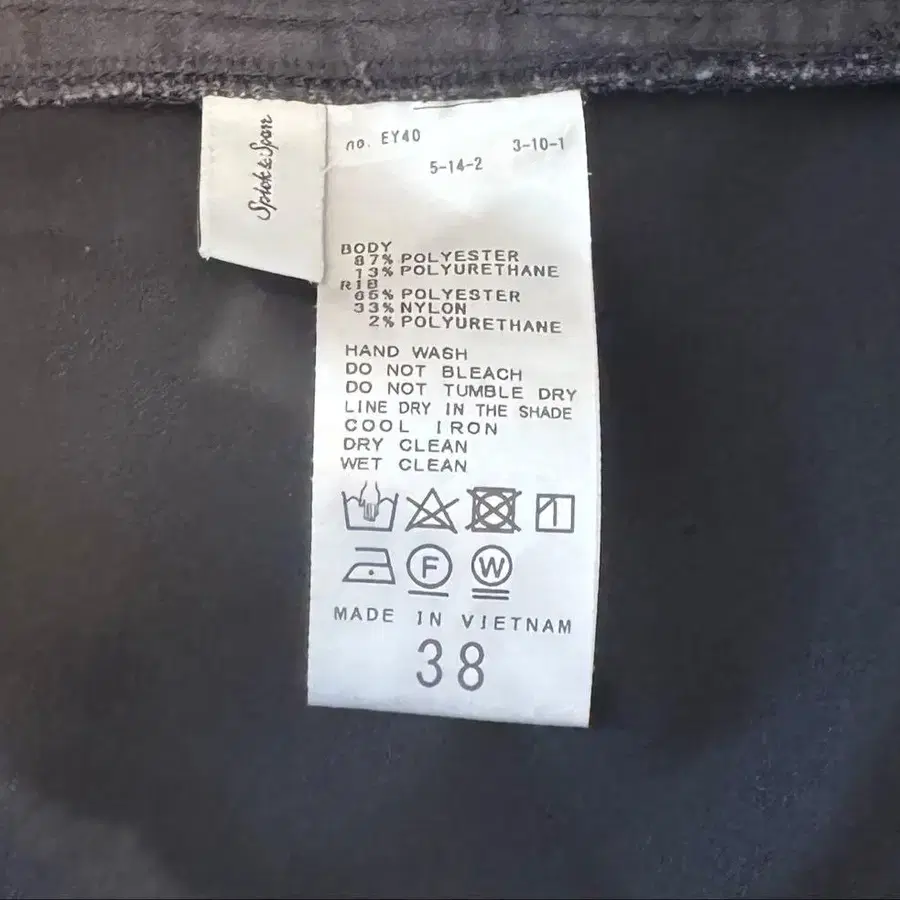 Spick & Span
no. EY40
3-10-1
5-14-2
BODY
87% POLYESTER
13% POLYURETHANE
RIB
65% POLYESTER
33% NYLON
2% POLYURETHANE
HAND WASH
DO NOT BLEACH
DO NOT TUMBLE DRY
LINE DRY IN THE SHADE
COOL IRON
DRY CLEAN
WET CLEAN
F W
MADE IN VIETNAM
38